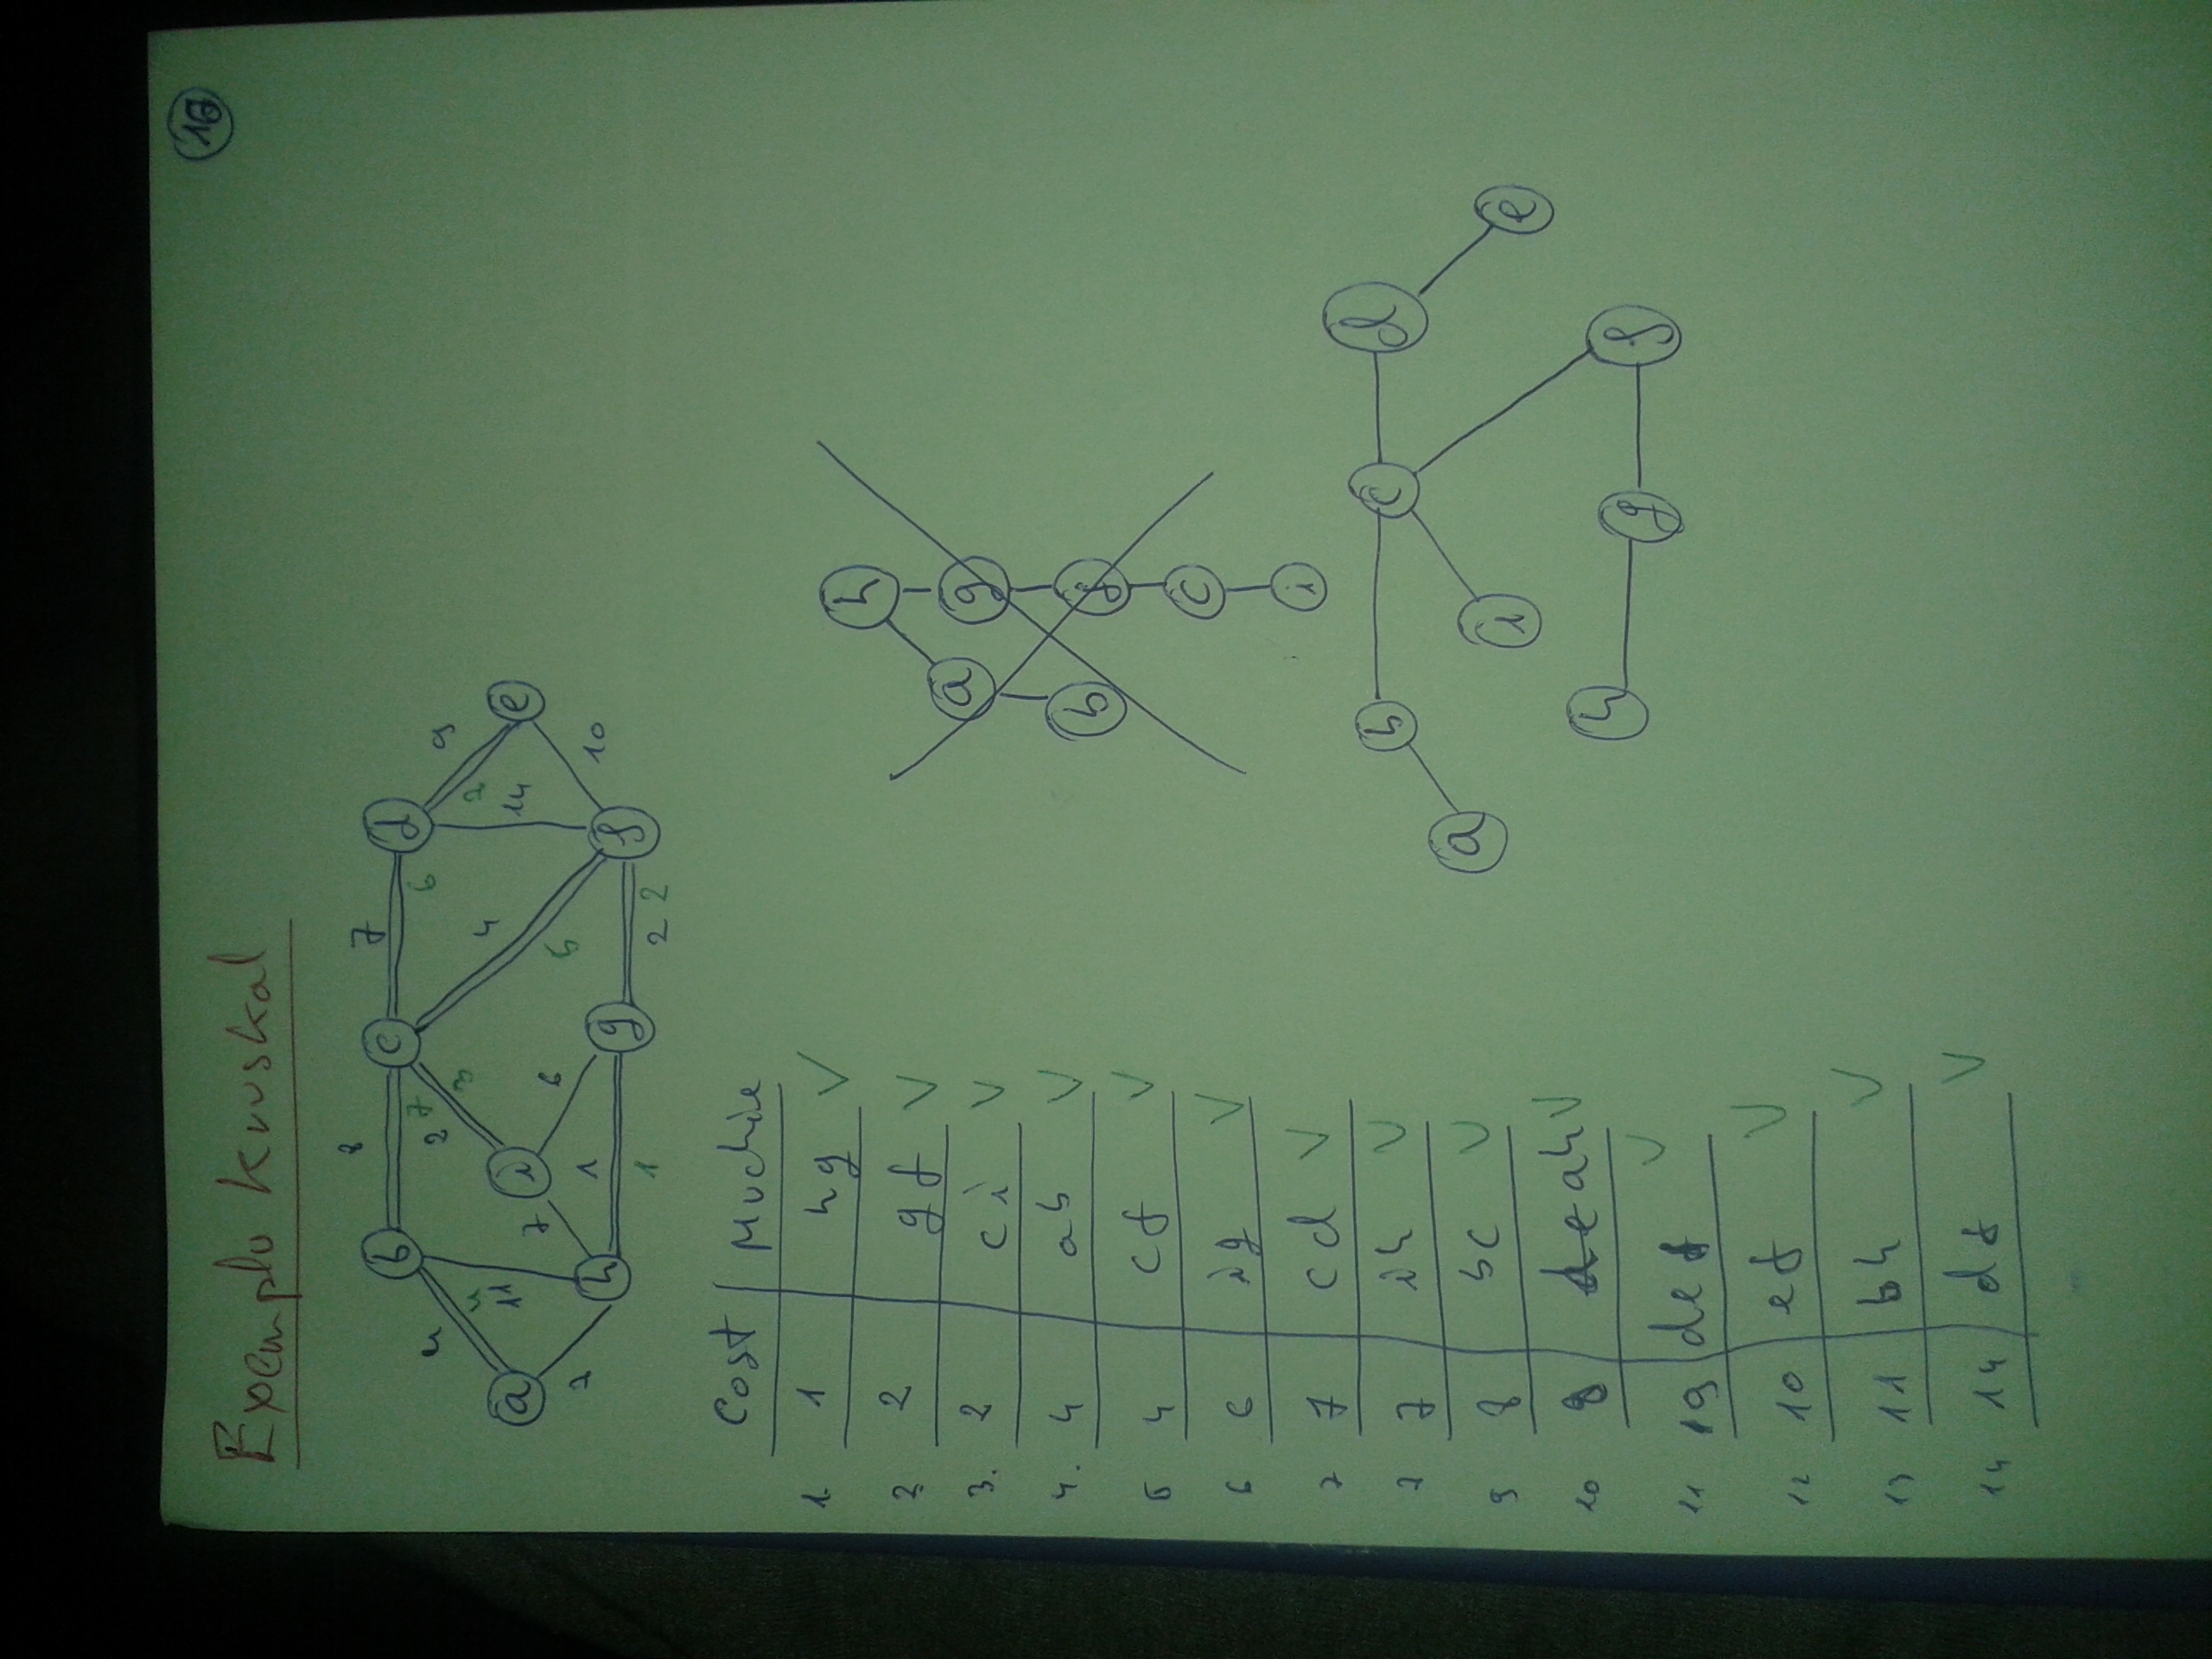 17
Exemplu Kruskal
8 7
b c d
4 7 2 6 9
4 3 4 2
a 11 i 14 e
7 7 6 5
h 1 g f 10
1 2 2
Cost Muchie
1. 1 hg
2. 2 gf
3. 2 ci
4. 4 ab
5 4 cf
6 6 ig
7 7 cd
7 7 ih
9 8 bc
10 8 de ah
11 19 def
12 10 ef
13 11 bh
14 14 df
h
a g
b f
c
i
b c d
a i e
h g f